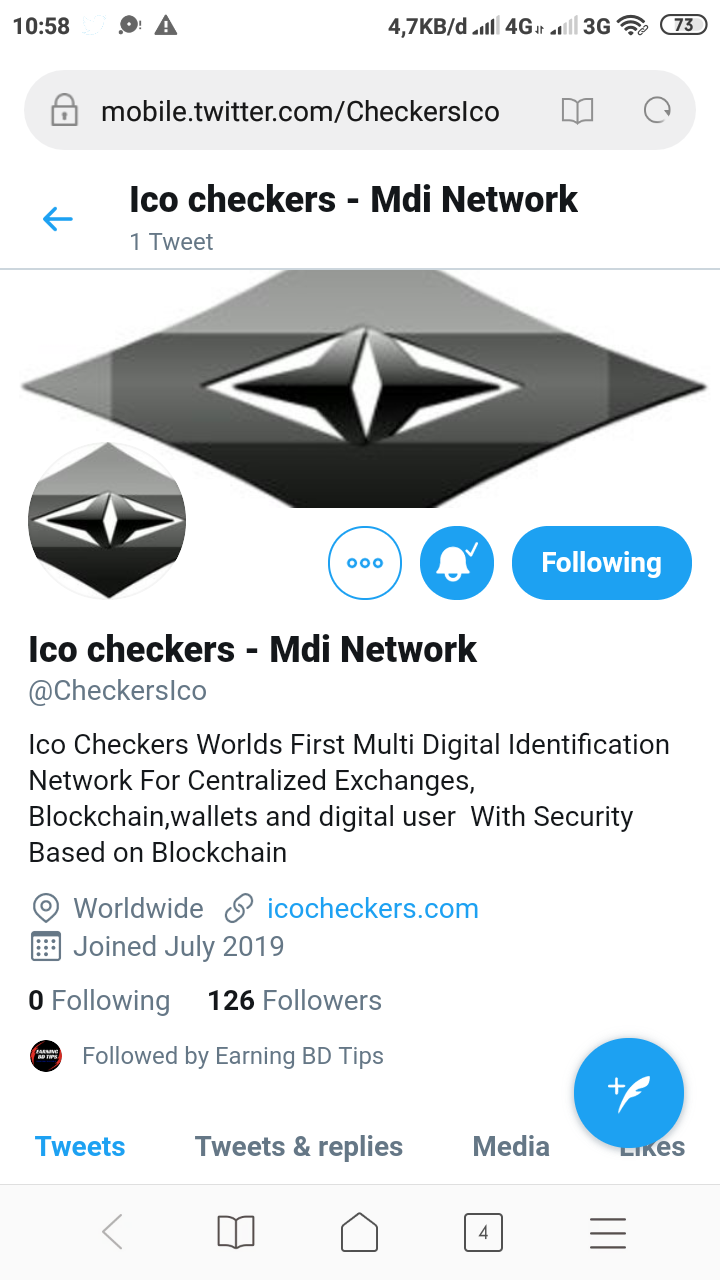 10:58 4,7KB/d 4G 3G 73
mobile.twitter.com/CheckersIco
Ico checkers - Mdi Network
1 Tweet
Following
Ico checkers - Mdi Network
@CheckersIco
Ico Checkers Worlds First Multi Digital Identification
Network For Centralized Exchanges,
Blockchain,wallets and digital user  With Security
Based on Blockchain
Worldwide icocheckers.com
Joined July 2019
0 Following 126 Followers
EARNING
BD TIPS
Followed by Earning BD Tips
Tweets Tweets & replies Media Likes
4